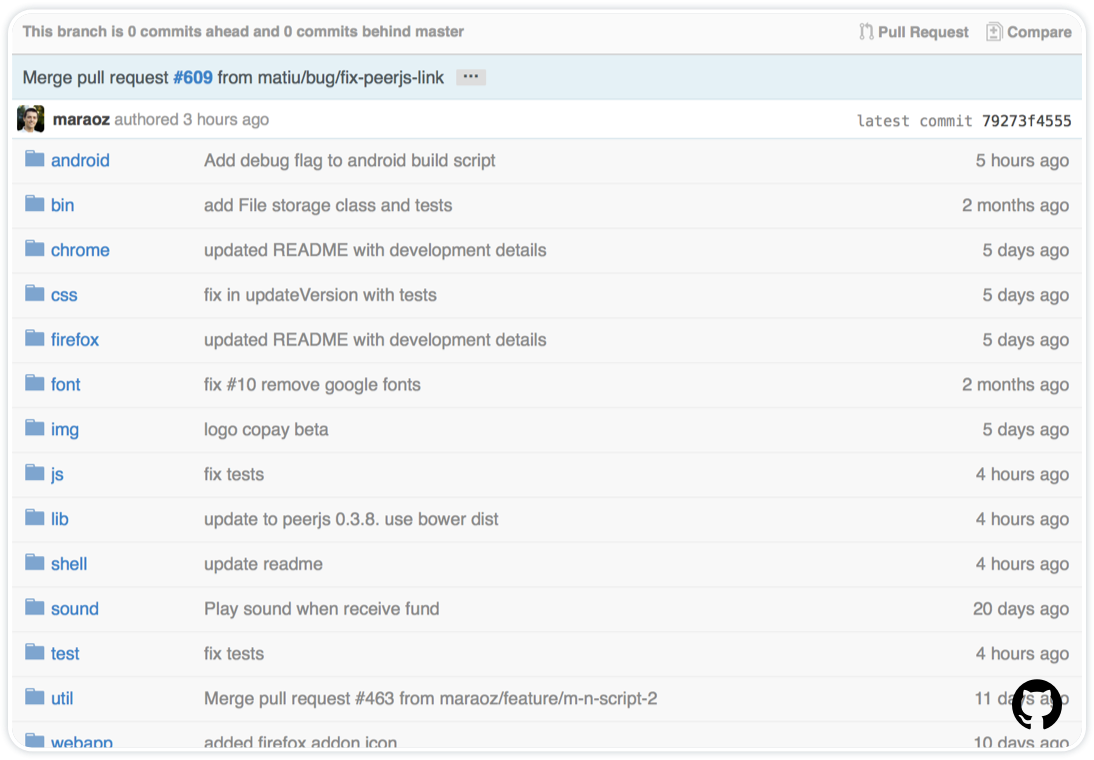 This branch is 0 commits ahead and 0 commits behind master Pull Request Compare
Merge pull request #609 from matiu/bug/fix-peerjs-link ...
maraoz authored 3 hours ago latest commit 79273f4555
android Add debug flag to android build script 5 hours ago
bin add File storage class and tests 2 months ago
chrome updated README with development details 5 days ago
css fix in updateVersion with tests 5 days ago
firefox updated README with development details 5 days ago
font fix #10 remove google fonts 2 months ago
img logo copay beta 5 days ago
js fix tests 4 hours ago
lib update to peerjs 0.3.8. use bower dist 4 hours ago
shell update readme 4 hours ago
sound Play sound when receive fund 20 days ago
test fix tests 4 hours ago
util Merge pull request #463 from maraoz/feature/m-n-script-2 11 days ago
webapp added firefox addon icon 10 days ago